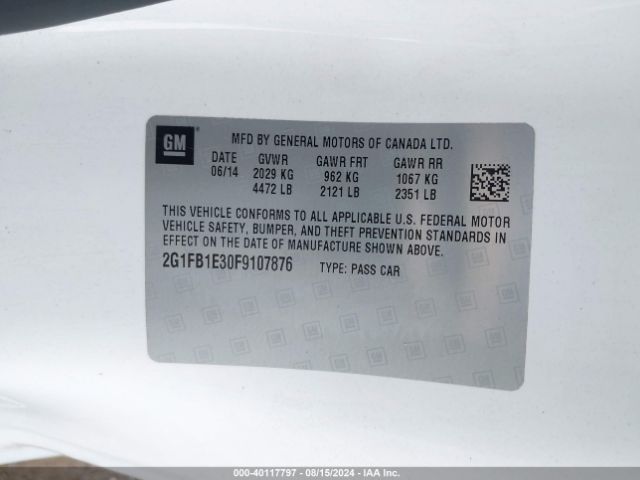 GM
MFD BY GENERAL MOTORS OF CANADA LTD.
DATE GVWR GAWR FRT GAWR RR
06/14 2029 KG 962 KG 1067 KG
4472 LB 2121 LB 2351 LB
THIS VEHICLE CONFORMS TO ALL APPLICABLE U.S. FEDERAL MOTOR
VEHICLE SAFETY, BUMPER, AND THEFT PREVENTION STANDARDS IN
EFFECT ON THE DATE OF MANUFACTURE SHOWN ABOVE.
2G1FB1E30F9107876 TYPE: PASS CAR
000-40117797 - 08/15/2024 - IAA Inc.